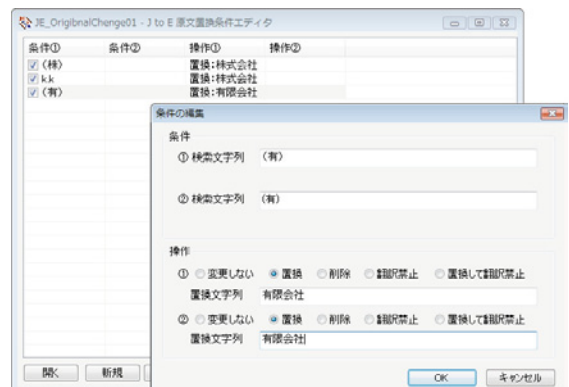 JE_OrigibnalChenge01 - J to E 原文置換条件エディタ
条件① 条件② 操作① 操作②
(株) 置換:株式会社
k.k 置換:株式会社
(有) 置換:有限会社
条件の編集
条件
① 検索文字列 (有)
② 検索文字列 (有)
操作
① 変更しない 置換 削除 翻訳禁止 置換して翻訳禁止
置換文字列 有限会社
② 変更しない 置換 削除 翻訳禁止 置換して翻訳禁止
置換文字列 有限会社
開く 新規
OK キャンセル